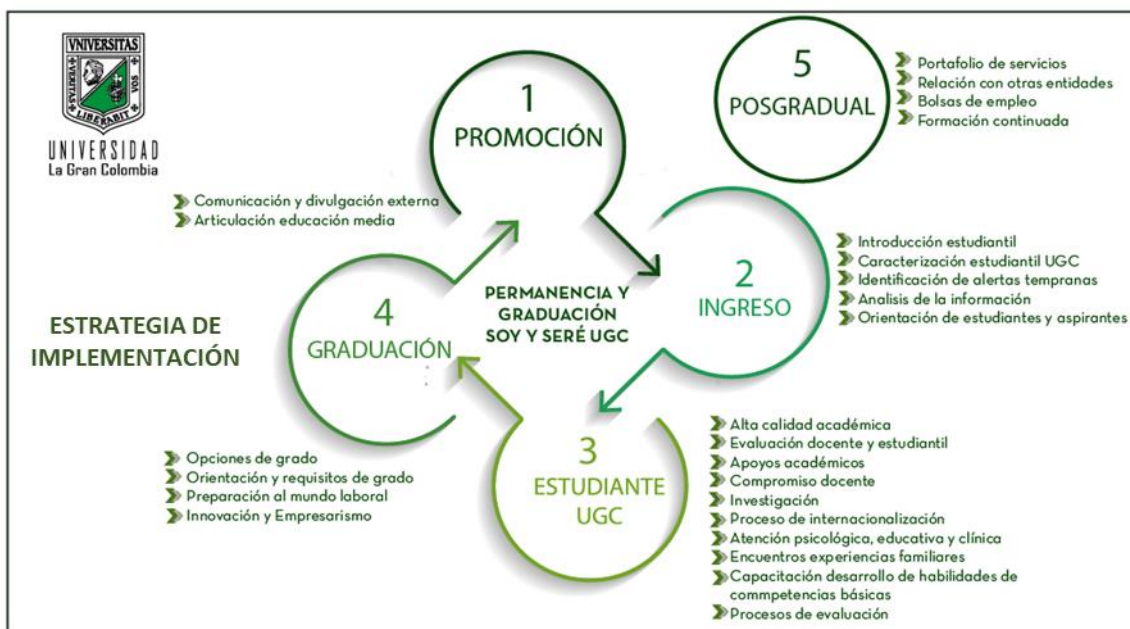 VNIVERSITAS
VERITAS
VOS
LIBERABIT
UNIVERSIDAD
La Gran Colombia
1
PROMOCIÓN
Comunicación y divulgación externa
Articulación educación media
5
POSGRADUAL
Portafolio de servicios
Relación con otras entidades
Bolsas de empleo
Formación continuada
2
INGRESO
Introducción estudiantil
Caracterización estudiantil UGC
Identificación de alertas tempranas
Analisis de la información
Orientación de estudiantes y aspirantes
PERMANENCIA Y
GRADUACIÓN
SOY Y SERÉ UGC
ESTRATEGIA DE
IMPLEMENTACIÓN
4
GRADUACIÓN
Opciones de grado
Orientación y requisitos de grado
Preparación al mundo laboral
Innovación y Empresarismo
3
ESTUDIANTE
UGC
Alta calidad académica
Evaluación docente y estudiantil
Apoyos académicos
Compromiso docente
Investigación
Proceso de internacionalización
Atención psicológica, educativa y clínica
Encuentros experiencias familiares
Capacitación desarrollo de habilidades de
commpetencias básicas
Procesos de evaluación